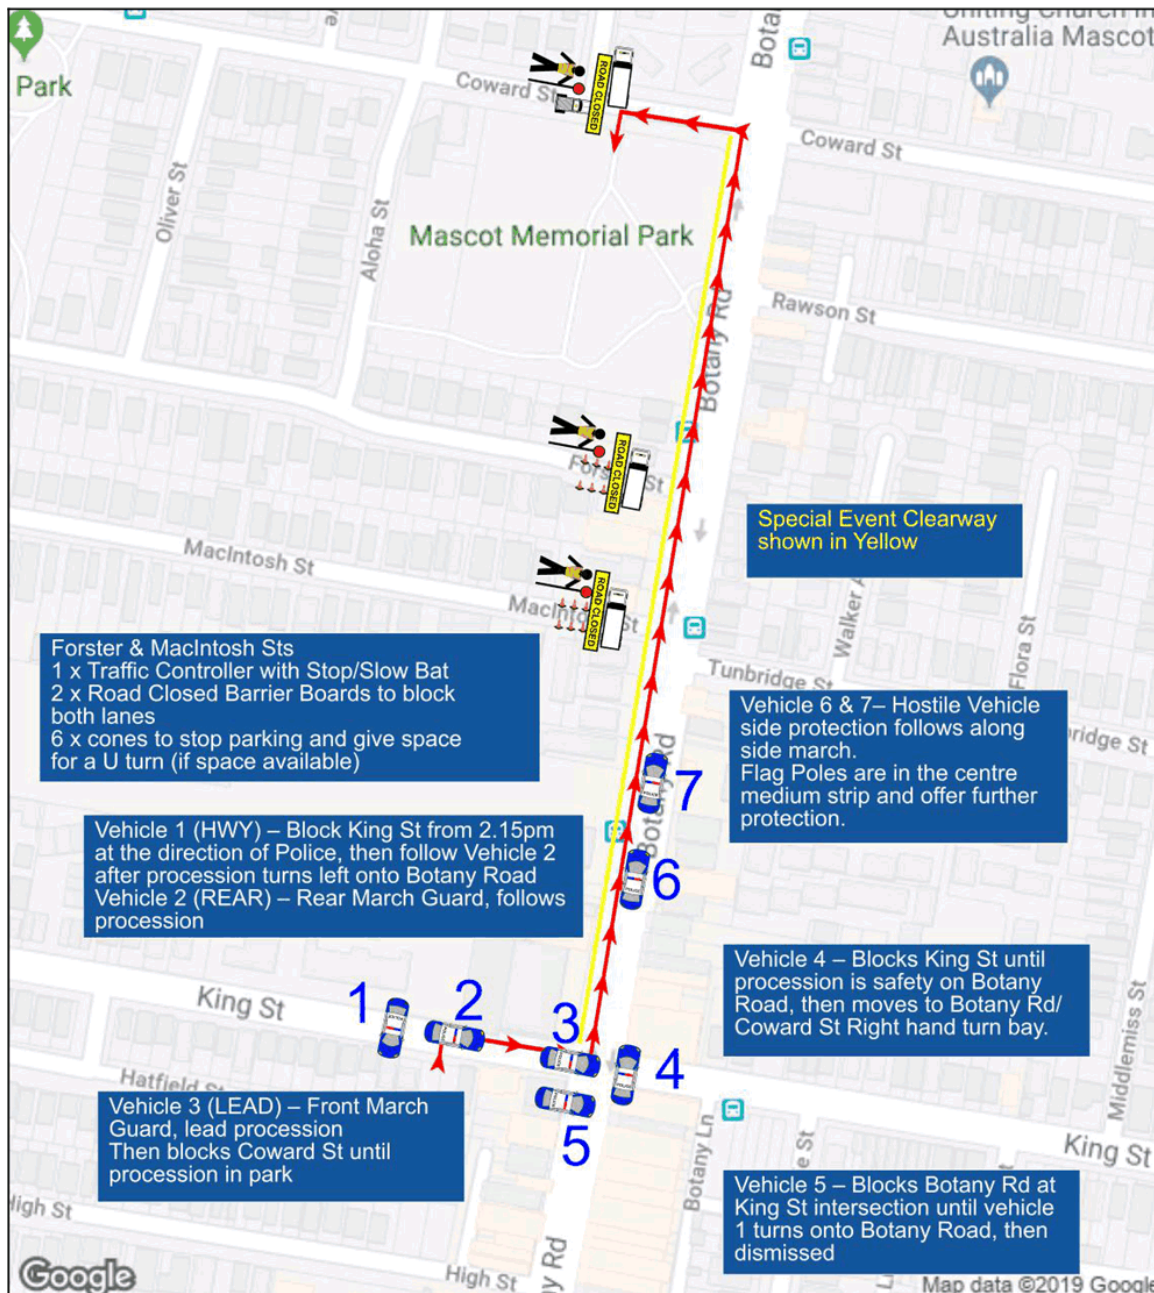 Uniting Church in
Australia Mascot
Park
Coward St
ROAD CLOSED
Coward St
Oliver St
Aloha St
Mascot Memorial Park
Rawson St
Botany Rd
ROAD CLOSED
Special Event Clearway
shown in Yellow
MacIntosh St
ROAD CLOSED
Forster & MacIntosh Sts
1 x Traffic Controller with Stop/Slow Bat
2 x Road Closed Barrier Boards to block
both lanes
6 x cones to stop parking and give space
for a U turn (if space available)
Tunbridge St
Flora St
Vehicle 6 & 7– Hostile Vehicle
side protection follows along
side march.
Flag Poles are in the centre
medium strip and offer further
protection.
7
Vehicle 1 (HWY) – Block King St from 2.15pm
at the direction of Police, then follow Vehicle 2
after procession turns left onto Botany Road
Vehicle 2 (REAR) – Rear March Guard, follows
procession
6
Vehicle 4 – Blocks King St until
procession is safety on Botany
Road, then moves to Botany Rd/
Coward St Right hand turn bay.
King St
1
2
3
4
5
Middlemiss St
Hatfield St
Vehicle 3 (LEAD) – Front March
Guard, lead procession
Then blocks Coward St until
procession in park
Botany Ln
King St
Vehicle 5 – Blocks Botany Rd at
King St intersection until vehicle
1 turns onto Botany Road, then
dismissed
High St
High St
Google
Map data ©2019 Google